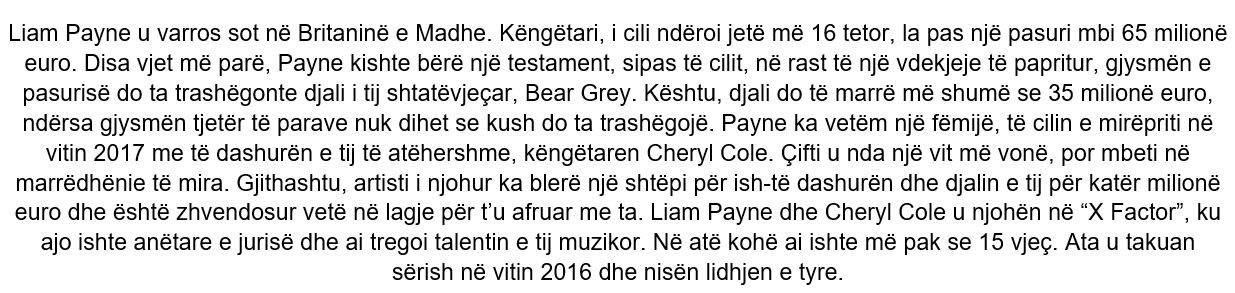 Liam Payne u varros sot në Britaninë e Madhe. Këngëtari, i cili ndëroi jetë më 16 tetor, la pas një pasuri mbi 65 milionë
euro. Disa vjet më parë, Payne kishte bërë një testament, sipas të cilit, në rast të një vdekjeje të papritur, gjysmën e
pasurisë do ta trashëgonte djali i tij shtatëvjeçar, Bear Grey. Kështu, djali do të marrë më shumë se 35 milionë euro,
ndërsa gjysmën tjetër të parave nuk dihet se kush do ta trashëgojë. Payne ka vetëm një fëmijë, të cilin e mirëpriti në
vitin 2017 me të dashurën e tij të atëhershme, këngëtaren Cheryl Cole. Çifti u nda një vit më vonë, por mbeti në
marrëdhënie të mira. Gjithashtu, artisti i njohur ka blerë një shtëpi për ish-të dashurën dhe djalin e tij për katër milionë
euro dhe është zhvendosur vetë në lagje për t’u afruar me ta. Liam Payne dhe Cheryl Cole u njohën në “X Factor”, ku
ajo ishte anëtare e jurisë dhe ai tregoi talentin e tij muzikor. Në atë kohë ai ishte më pak se 15 vjeç. Ata u takuan
sërish në vitin 2016 dhe nisën lidhjen e tyre.